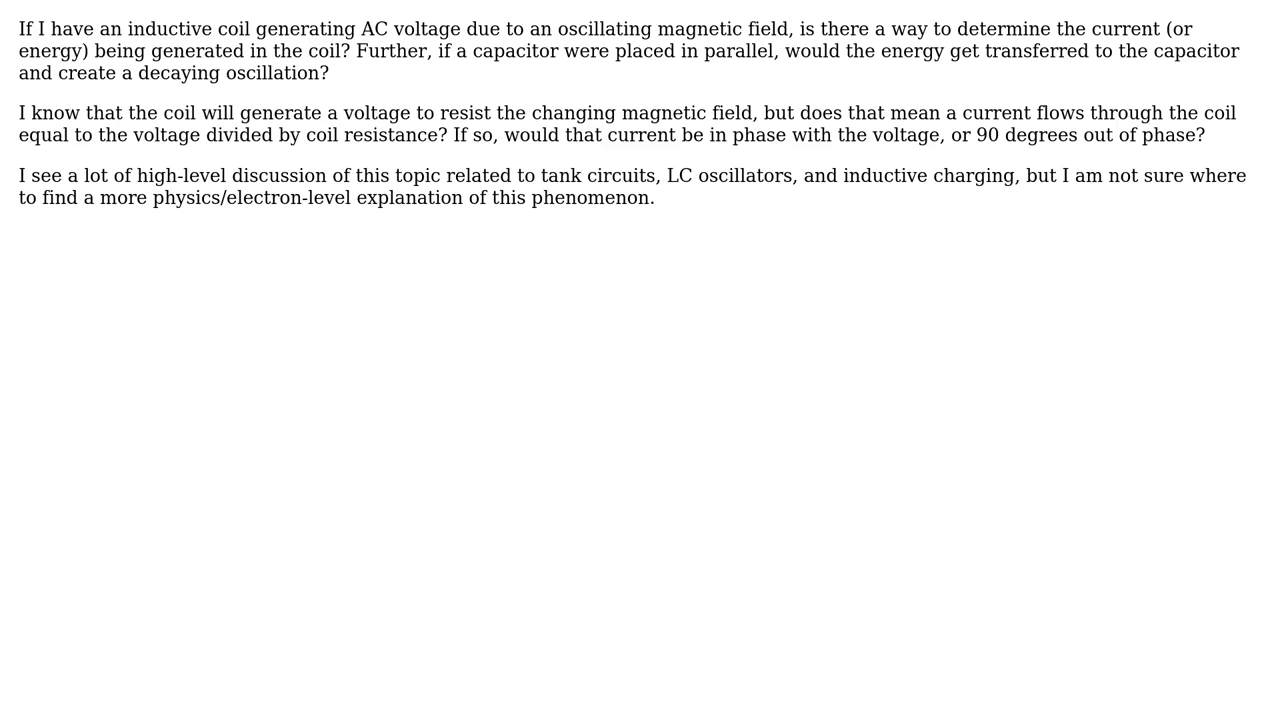 If I have an inductive coil generating AC voltage due to an oscillating magnetic field, is there a way to determine the current (or
energy) being generated in the coil? Further, if a capacitor were placed in parallel, would the energy get transferred to the capacitor
and create a decaying oscillation?
I know that the coil will generate a voltage to resist the changing magnetic field, but does that mean a current flows through the coil
equal to the voltage divided by coil resistance? If so, would that current be in phase with the voltage, or 90 degrees out of phase?
I see a lot of high-level discussion of this topic related to tank circuits, LC oscillators, and inductive charging, but I am not sure where
to find a more physics/electron-level explanation of this phenomenon.